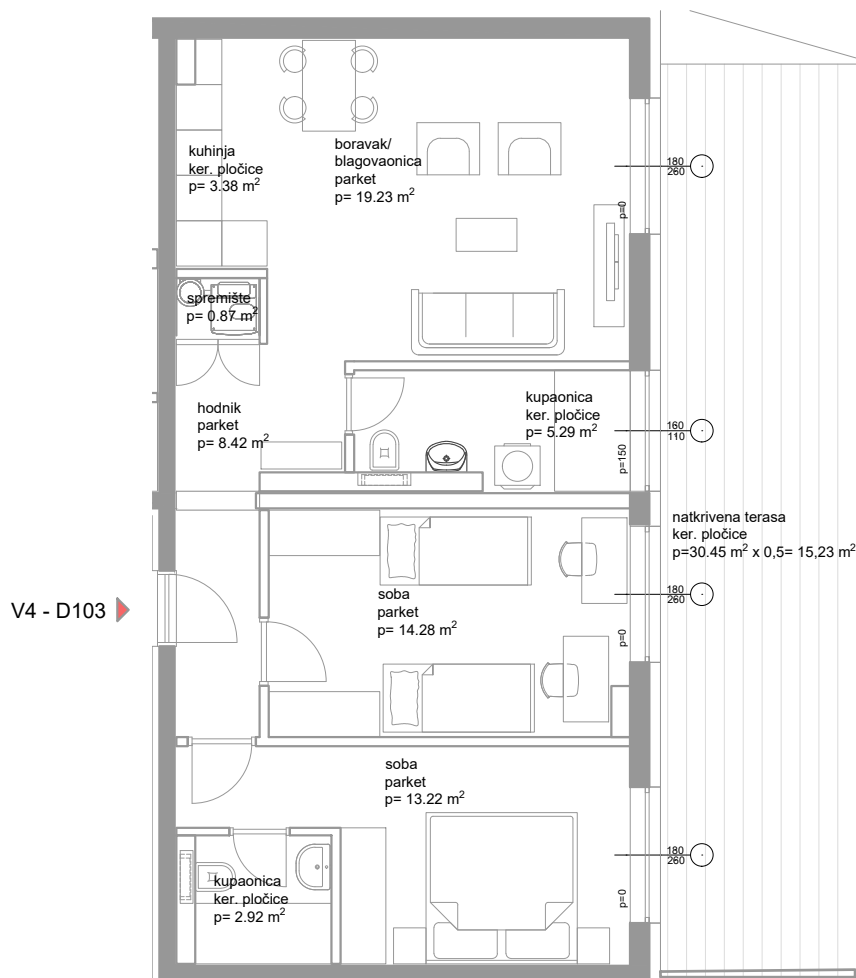 kuhinja
ker. pločice
p= 3.38 m²
boravak/
blagovaonica
parket
p= 19.23 m²
180
260
p=0
spremište
p= 0.87 m²
hodnik
parket
p= 8.42 m²
kupaonica
ker. pločice
p= 5.29 m²
160
110
p=150
natkrivena terasa
ker. pločice
p=30.45 m² x 0,5= 15,23 m²
V4 - D103
soba
parket
p= 14.28 m²
180
260
p=0
soba
parket
p= 13.22 m²
180
260
p=0
kupaonica
ker. pločice
p= 2.92 m²